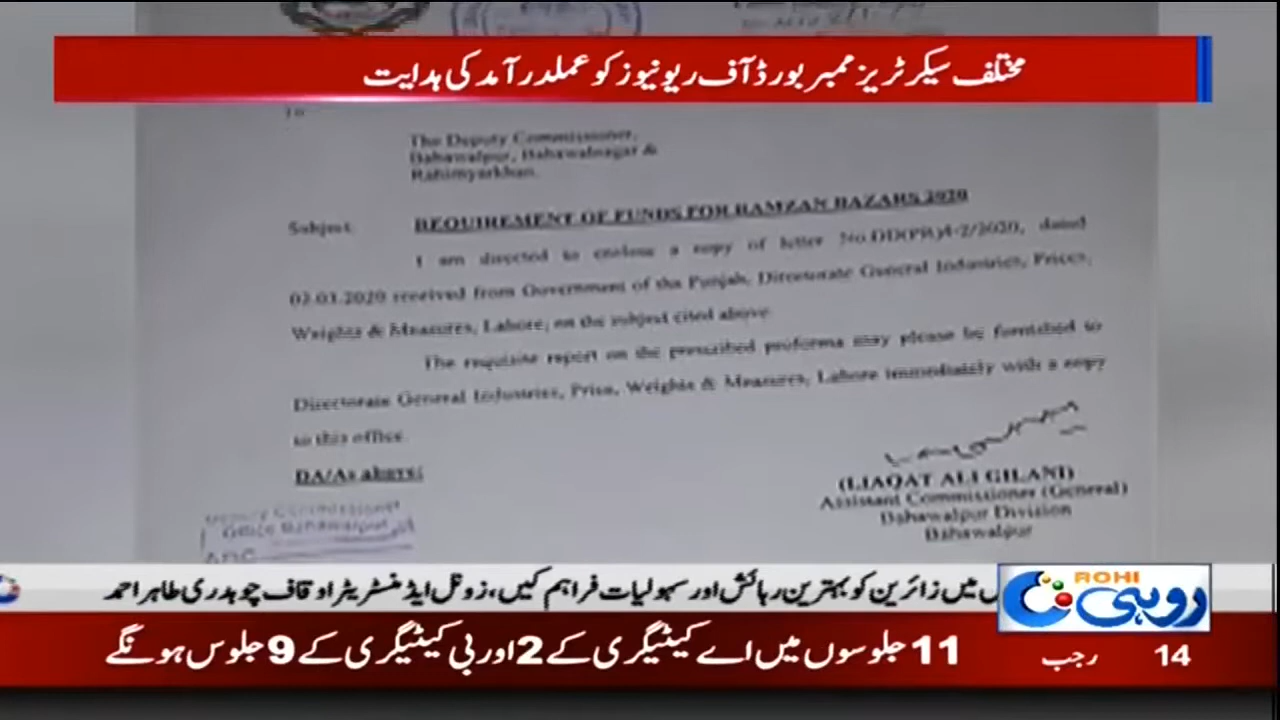 مختلف سیکرٹریز ممبر بورڈ آف ریونیوز کو عملدرآمد کی ہدایت
To
The Deputy Commissioner,
Bahawalpur, Bahawalnagar &
Rahimyarkhan.
Subject: REQUIREMENT OF FUNDS FOR RAMZAN BAZARS 2020
I am directed to enclose a copy of letter No.DD(PR)4-2/2020, dated
02.03.2020 received from Government of the Punjab, Directorate General Industries, Prices,
Weights & Measures, Lahore, on the subject cited above.
The requisite report on the prescribed proforma may please be furnished to
Directorate General Industries, Price, Weights & Measures, Lahore immediately with a copy
to this office.
DA/As above:
(LIAQAT ALI GILANI)
Assistant Commissioner (General)
Bahawalpur Division
Bahawalpur
Deputy Commissioner
Office Bahawalpur
میں زائرین کو بہترین رہائش اور سہولیات فراہم کیں، زونل ایڈمنسٹریٹر اوقاف چوہدری طاہر احمد
ROHI
روہی
11 جلوسوں میں اے کیٹیگری کے 2 اور بی کیٹیگری کے 9 جلوس ہونگے
14 رجب